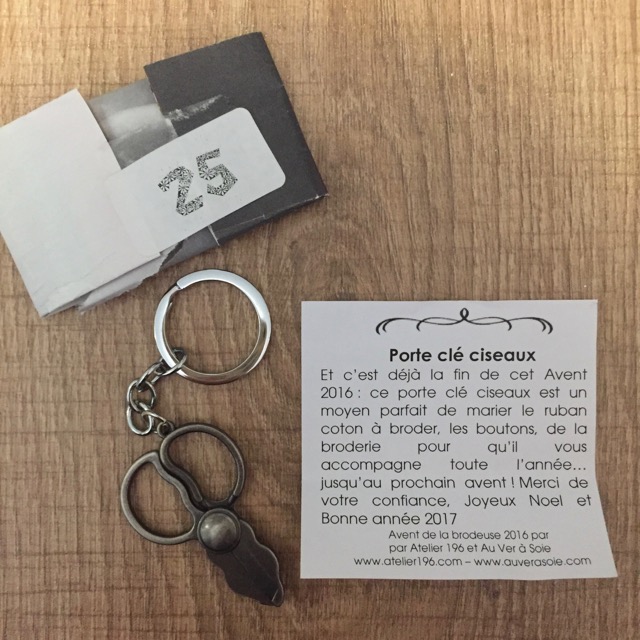 25
Porte clé ciseaux
Et c'est déjà la fin de cet Avent
2016 : ce porte clé ciseaux est un
moyen parfait de marier le ruban
coton à broder, les boutons, de la
broderie pour qu'il vous
accompagne toute l'année...
jusqu'au prochain avent ! Merci de
votre confiance, Joyeux Noel et
Bonne année 2017
Avent de la brodeuse 2016 par
par Atelier 196 et Au Ver à Soie
www.atelier196.com – www.auverasoie.com